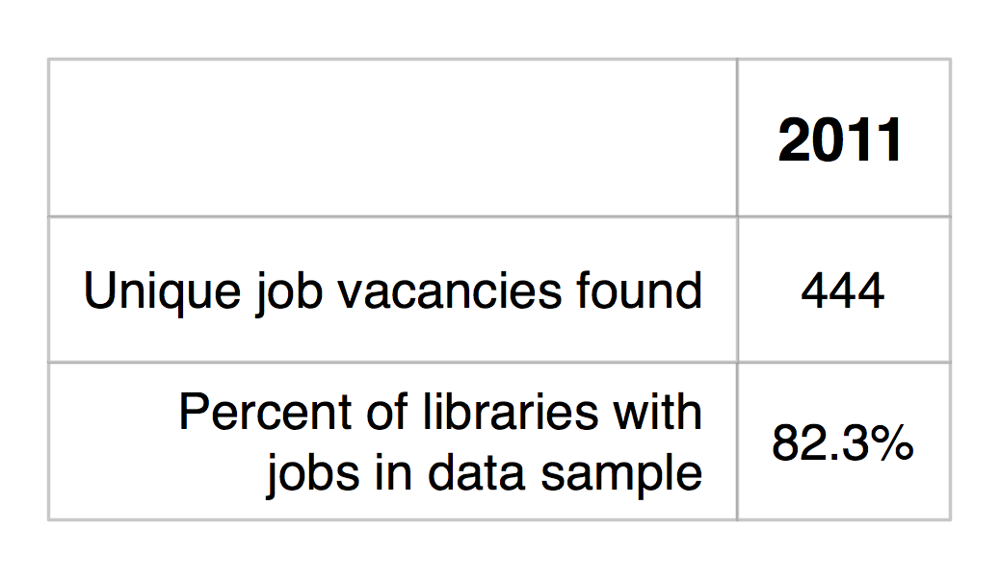 2011
Unique job vacancies found 444
Percent of libraries with
jobs in data sample 82.3%